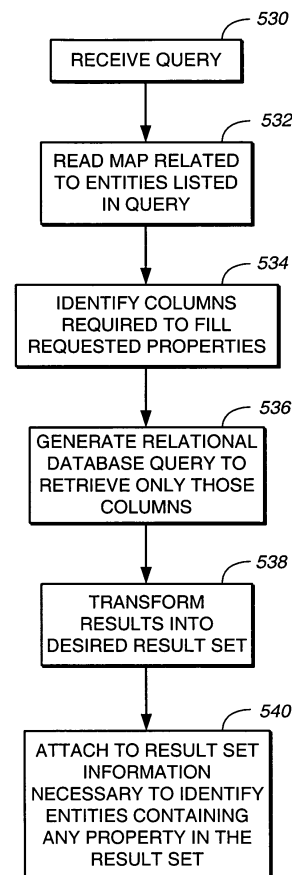 530
RECEIVE QUERY
532
READ MAP RELATED
TO ENTITIES LISTED
IN QUERY
534
IDENTIFY COLUMNS
REQUIRED TO FILL
REQUESTED PROPERTIES
536
GENERATE RELATIONAL
DATABASE QUERY TO
RETRIEVE ONLY THOSE
COLUMNS
538
TRANSFORM
RESULTS INTO
DESIRED RESULT SET
540
ATTACH TO RESULT SET
INFORMATION
NECESSARY TO IDENTIFY
ENTITIES CONTAINING
ANY PROPERTY IN THE
RESULT SET